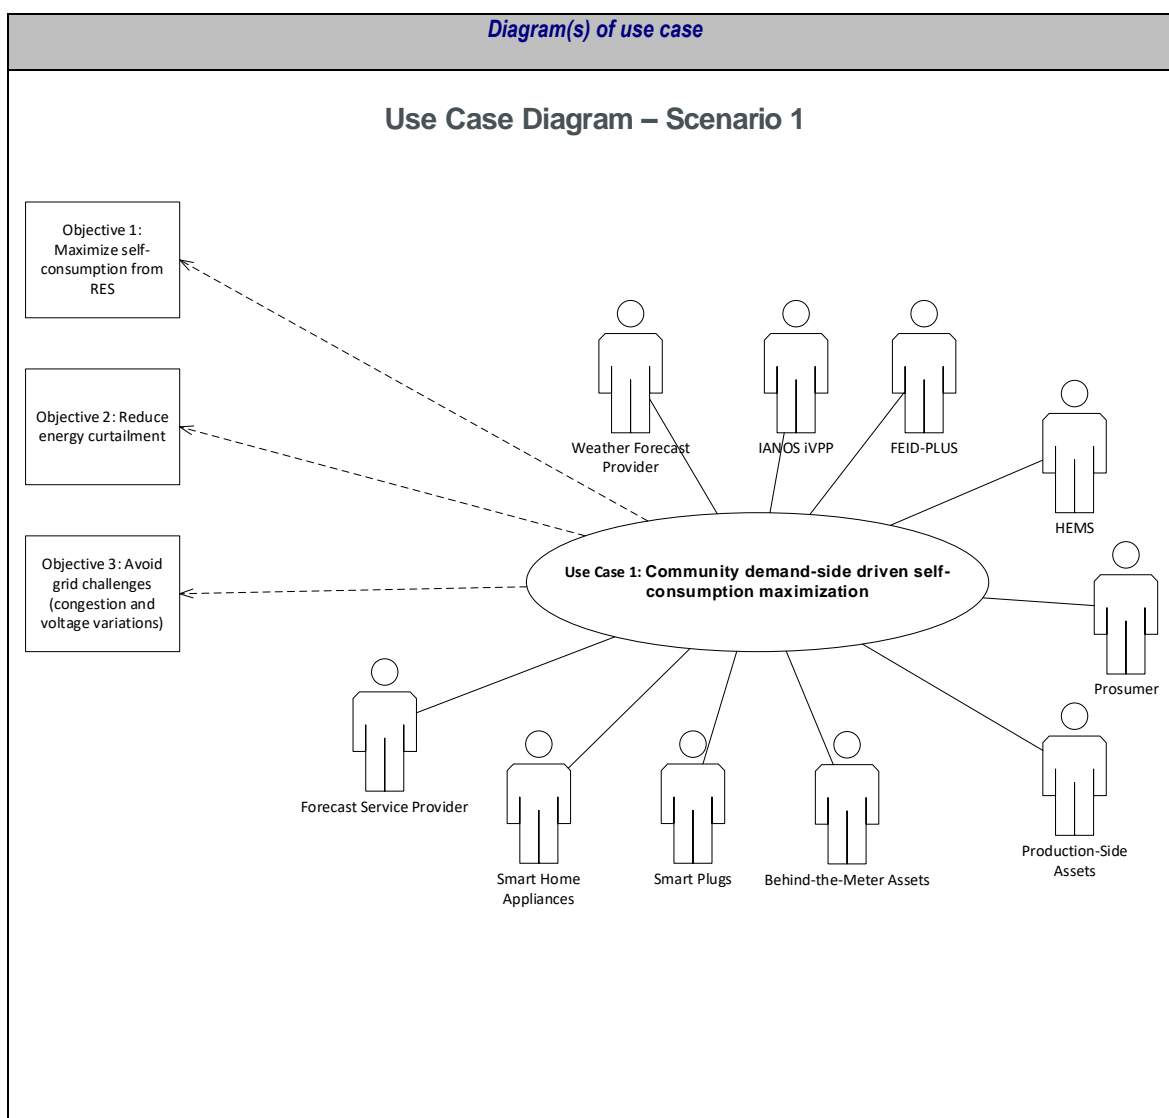 Diagram(s) of use case
Use Case Diagram – Scenario 1
Objective 1:
Maximize self-
consumption from
RES
Objective 2: Reduce
energy curtailment
Objective 3: Avoid
grid challenges
(congestion and
voltage variations)
Weather Forecast
Provider
IANOS iVPP
FEID-PLUS
HEMS
Use Case 1: Community demand-side driven self-
consumption maximization
Prosumer
Forecast Service Provider
Smart Home
Appliances
Smart Plugs
Behind-the-Meter Assets
Production-Side
Assets